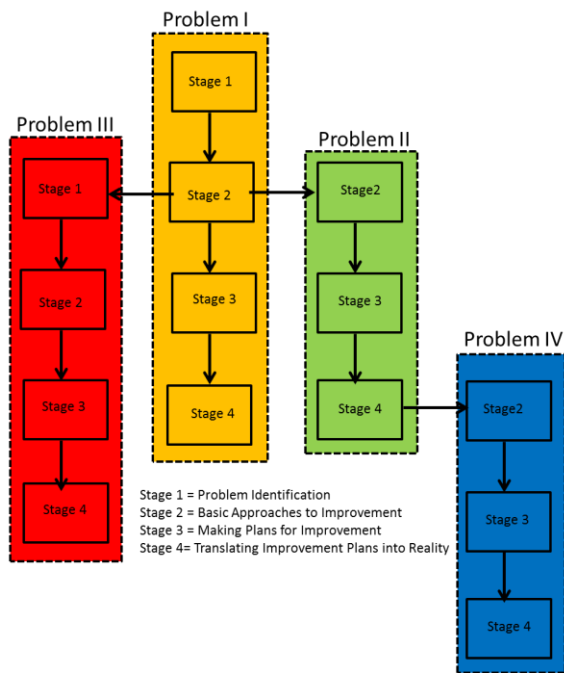 Problem I
Stage 1
Stage 2
Stage 3
Stage 4
Problem III
Stage 1
Stage 2
Stage 3
Stage 4
Problem II
Stage2
Stage 3
Stage 4
Problem IV
Stage2
Stage 3
Stage 4
Stage 1 = Problem Identification
Stage 2 = Basic Approaches to Improvement
Stage 3 = Making Plans for Improvement
Stage 4= Translating Improvement Plans into Reality